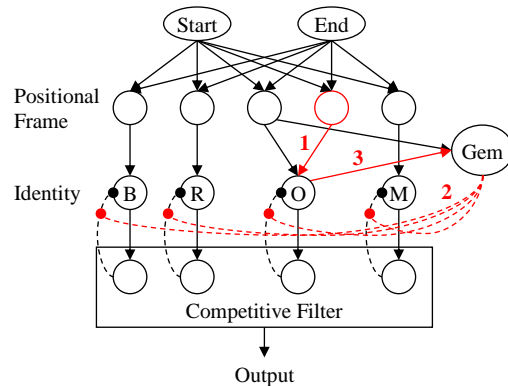 Start End
Positional
Frame
1
3
Gem
Identity
B R O M
2
Competitive Filter
Output